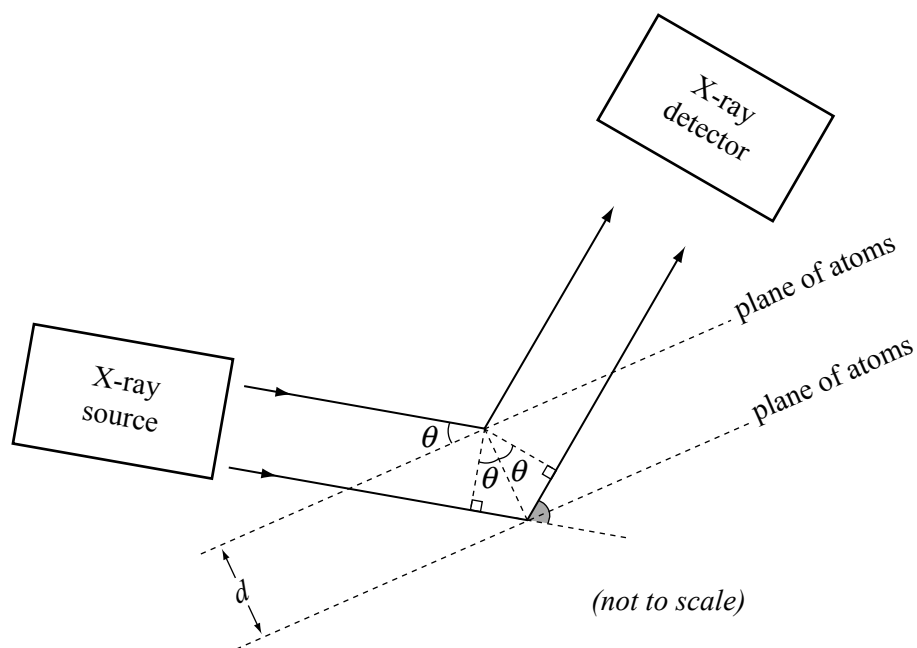 X-ray
detector
plane of atoms
plane of atoms
X-ray
source
θ
θ
θ
d
(not to scale)